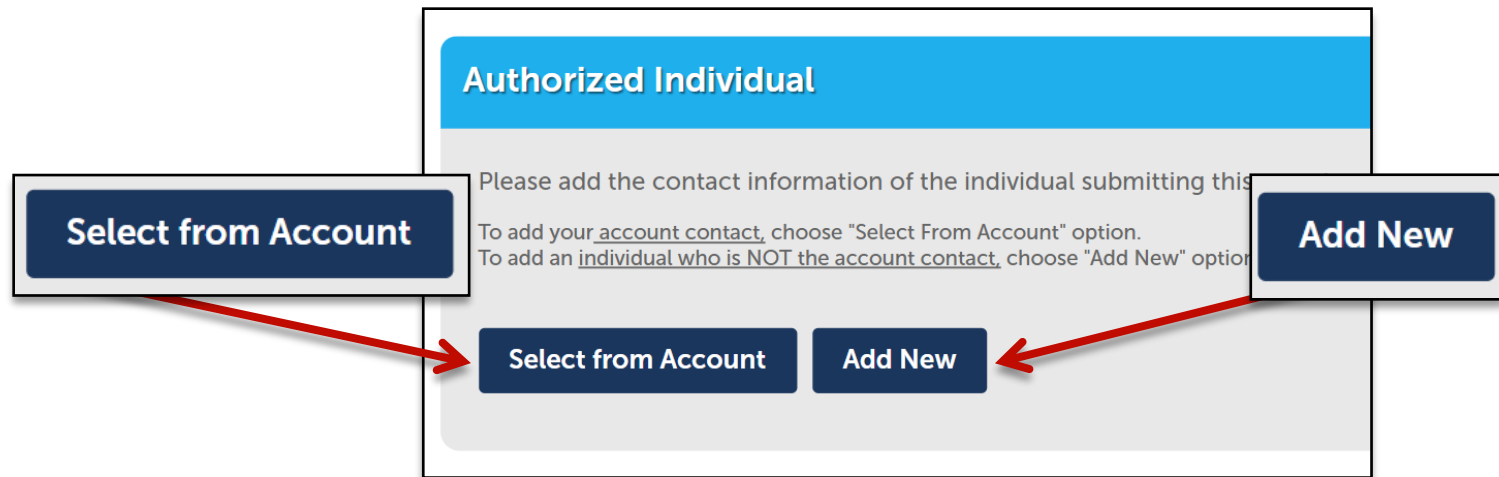 Authorized Individual
Please add the contact information of the individual submitting this
To add your account contact, choose "Select From Account" option.
To add an individual who is NOT the account contact, choose "Add New"
Select from Account
Add New
Select from Account
Add New